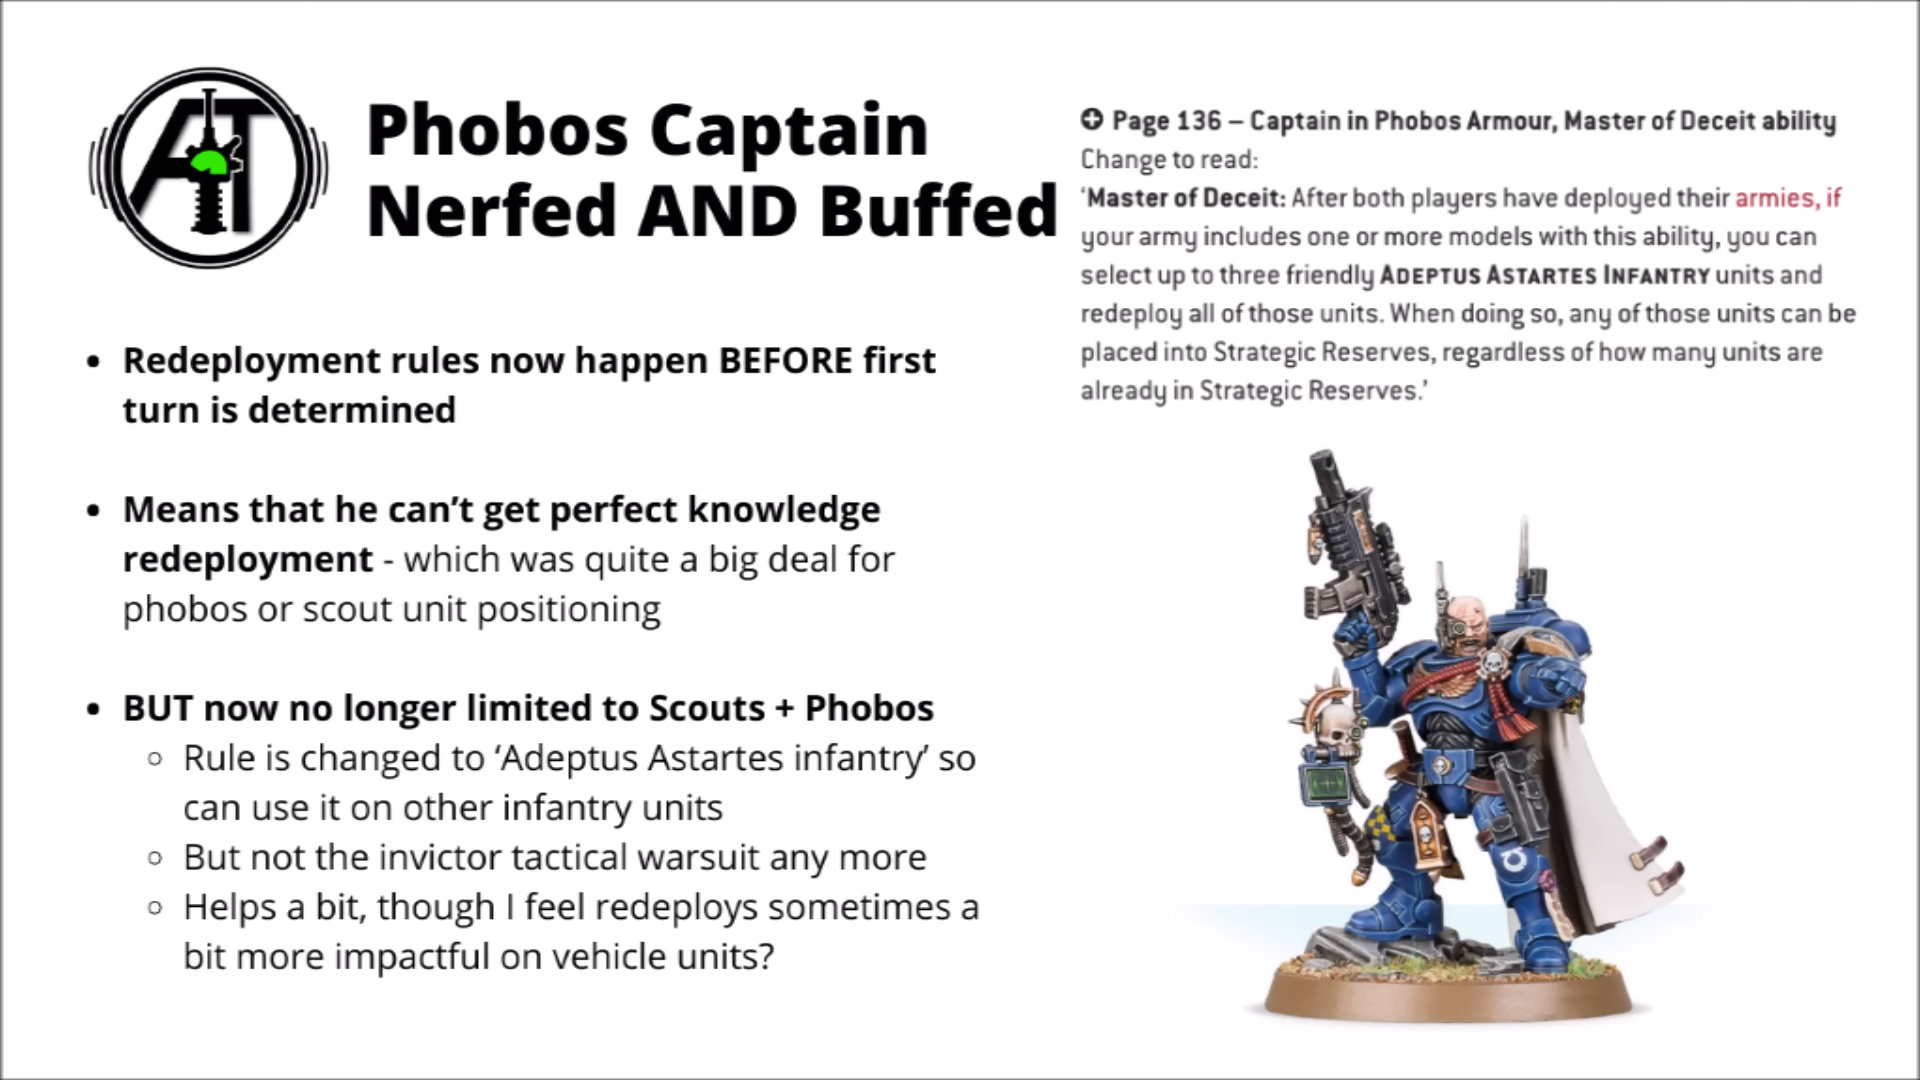 AT
Phobos Captain
Nerfed AND Buffed
• Redeployment rules now happen BEFORE first
turn is determined
• Means that he can’t get perfect knowledge
redeployment - which was quite a big deal for
phobos or scout unit positioning
• BUT now no longer limited to Scouts + Phobos
○ Rule is changed to ‘Adeptus Astartes infantry’ so
can use it on other infantry units
○ But not the invictor tactical warsuit any more
○ Helps a bit, though I feel redeploys sometimes a
bit more impactful on vehicle units?
Page 136 – Captain in Phobos Armour, Master of Deceit ability
Change to read:
‘Master of Deceit: After both players have deployed their armies, if
your army includes one or more models with this ability, you can
select up to three friendly ADEPTUS ASTARTES INFANTRY units and
redeploy all of those units. When doing so, any of those units can be
placed into Strategic Reserves, regardless of how many units are
already in Strategic Reserves.’